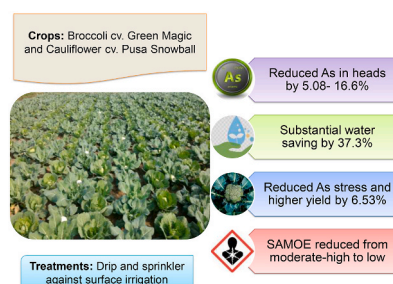 Crops: Broccoli cv. Green Magic
and Cauliflower cv. Pusa Snowball
As
Reduced As in heads
by 5.08- 16.6%
Substantial water
saving by 37.3%
Reduced As stress and
higher yield by 6.53%
SAMOE reduced from
moderate-high to low
Treatments: Drip and sprinkler
against surface irrigation